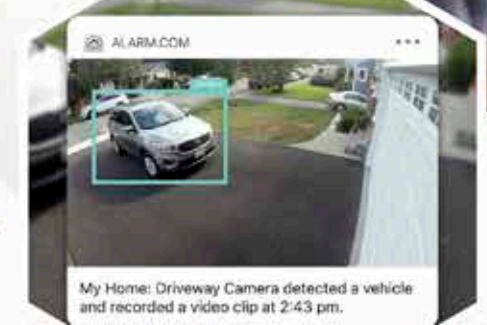 ALARM.COM
My Home: Driveway Camera detected a vehicle
and recorded a video clip at 2:43 pm.